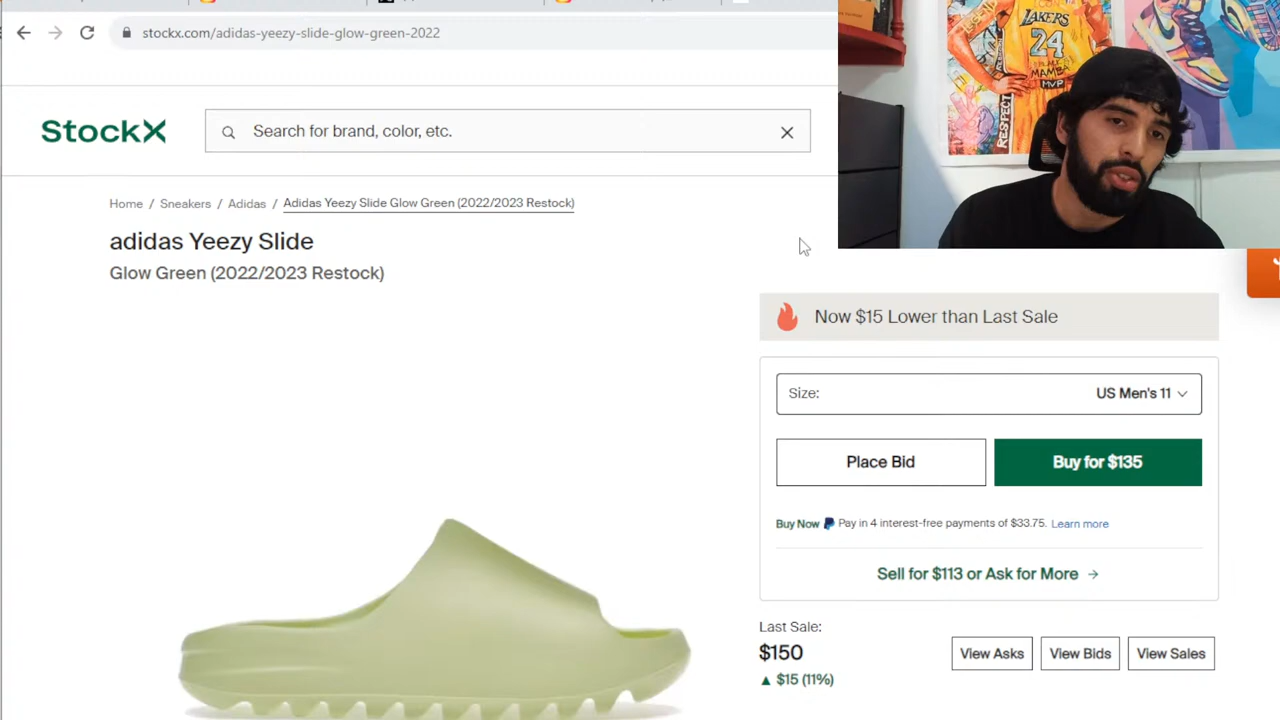 stockx.com/adidas-yeezy-slide-glow-green-2022
LAKERS
24
MAMBA
MVP
RESPECT
StockX
Search for brand, color, etc.
Home / Sneakers / Adidas / Adidas Yeezy Slide Glow Green (2022/2023 Restock)
adidas Yeezy Slide
Glow Green (2022/2023 Restock)
Now $15 Lower than Last Sale
Size: US Men's 11
Place Bid
Buy for $135
Buy Now Pay in 4 interest-free payments of $33.75. Learn more
Sell for $113 or Ask for More →
Last Sale:
$150
▲ $15 (11%)
View Asks
View Bids
View Sales